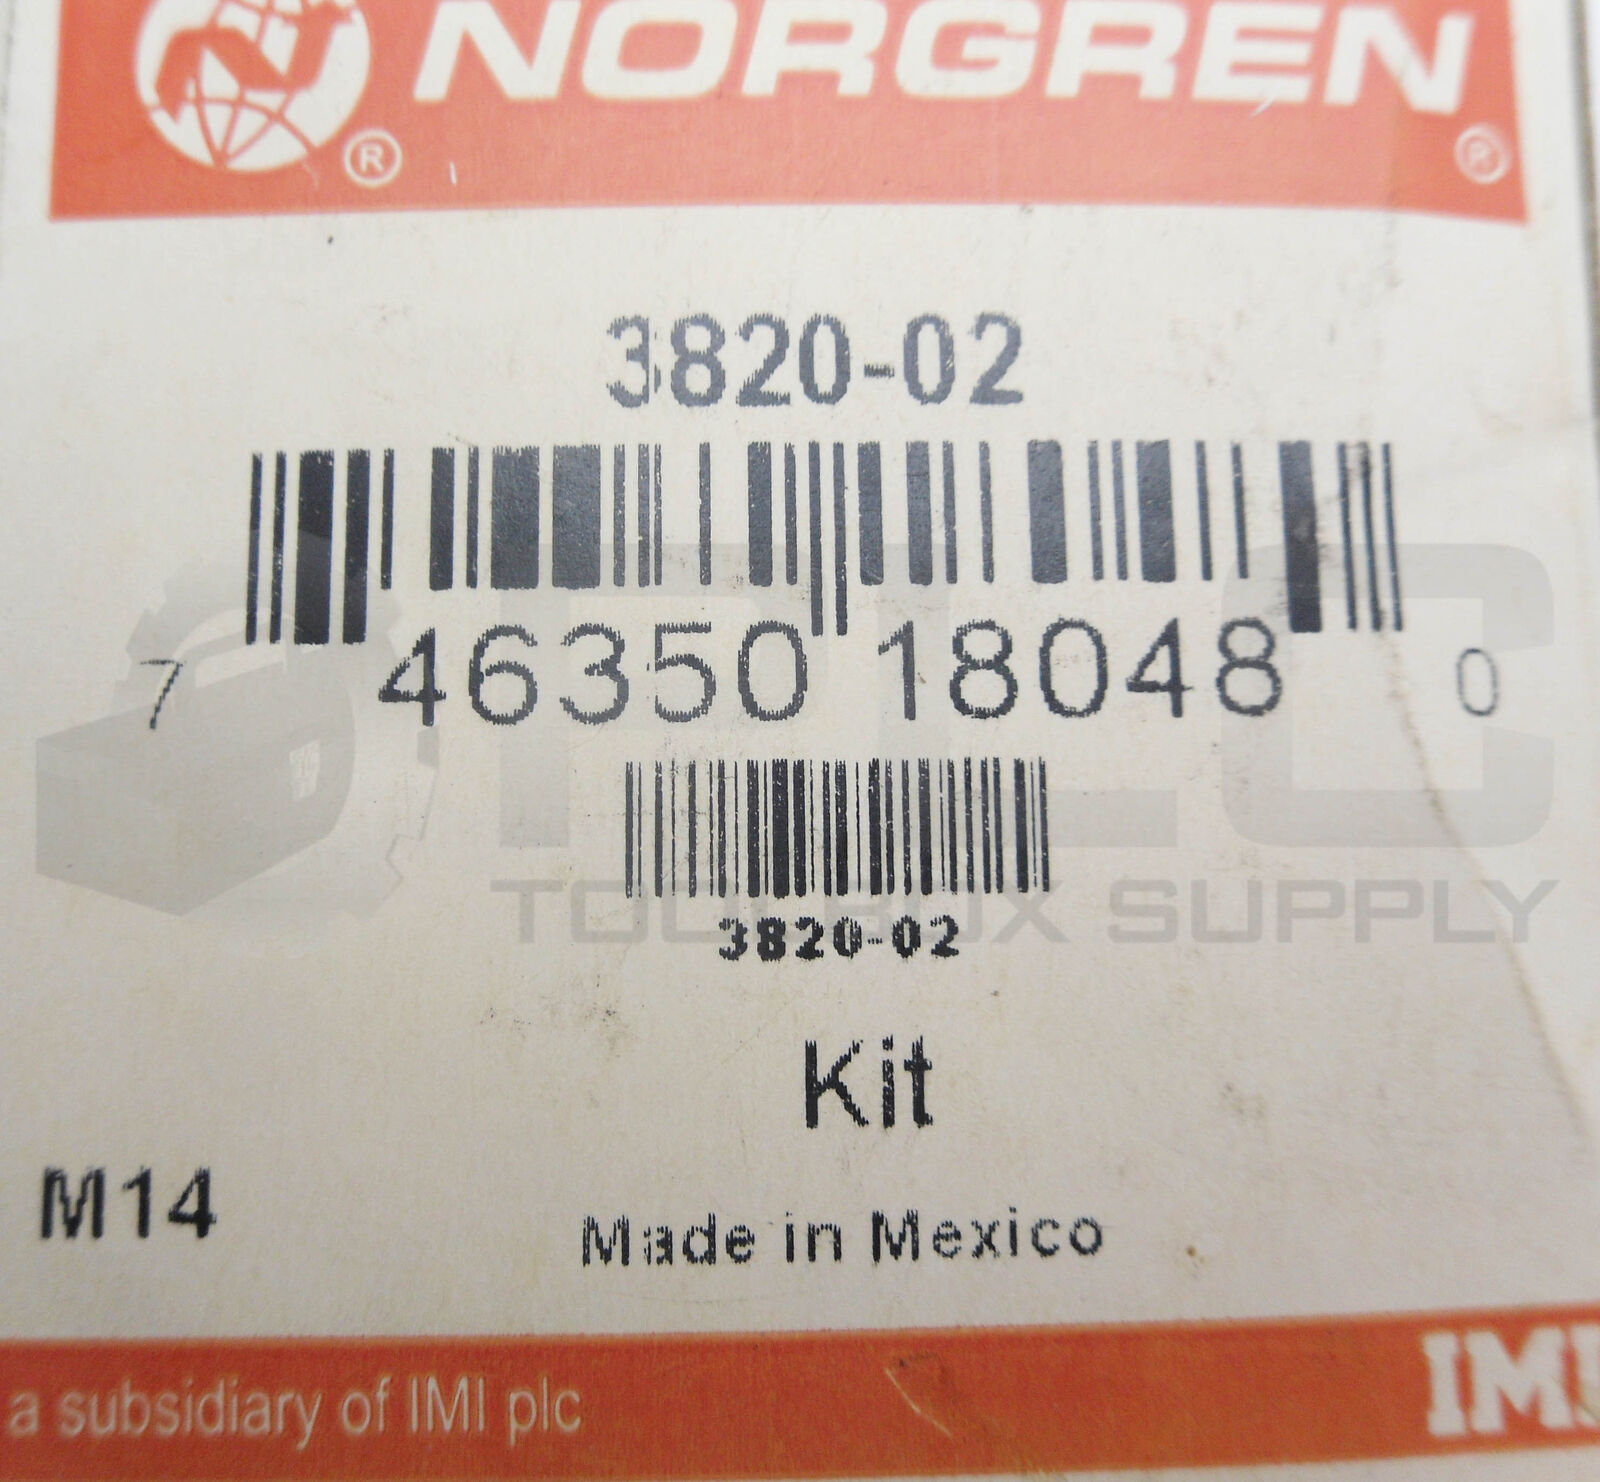 NORGREN
® ®
3820-02
7 46350 18048 0
PLC
TOOLBOX SUPPLY
3820-02
Kit
M14
Made in Mexico
a subsidiary of IMI plc
IMI